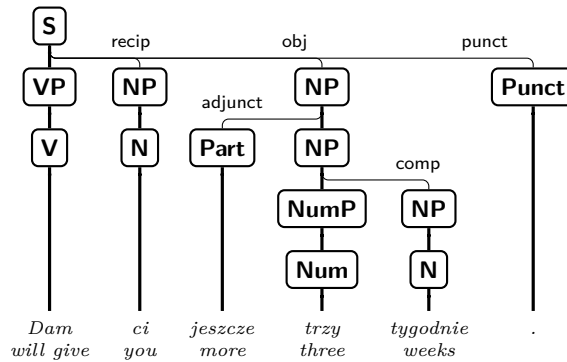 S
recip obj punct
VP NP NP Punct
adjunct
V N Part NP
comp
NumP NP
Num N
Dam ci jeszcze trzy tygodnie .
will give you more three weeks